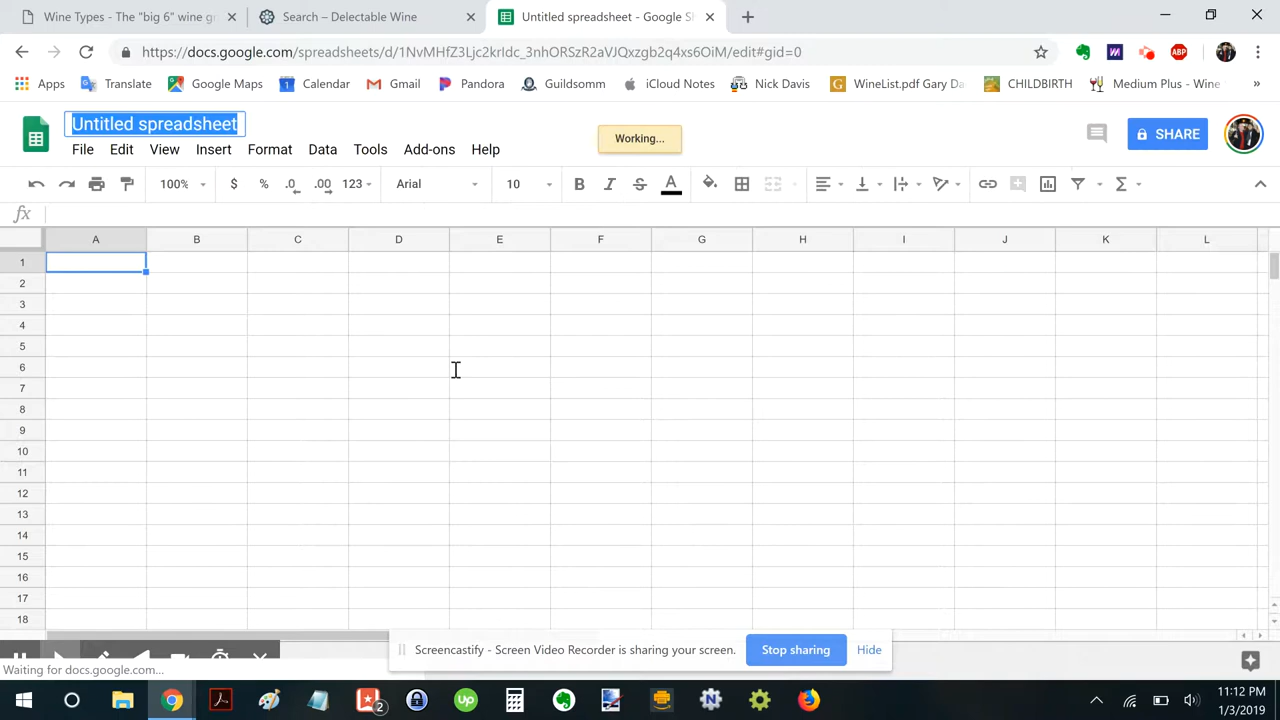 Wine Types - The "big 6" wine gr
Search – Delectable Wine
Untitled spreadsheet - Google Sh
https://docs.google.com/spreadsheets/d/1NvMHfZ3Ljc2krIdc_3nhORSzR2aVJQxzgb2q4xs6OiM/edit#gid=0
ABP
Apps
Translate
Google Maps
Calendar
Gmail
Pandora
Guildsomm
iCloud Notes
Nick Davis
WineList.pdf Gary Da
CHILDBIRTH
Medium Plus - Wine
Untitled spreadsheet
Working...
SHARE
File Edit View Insert Format Data Tools Add-ons Help
100% $ % .0 .00 123 Arial 10 B I S A Σ
fx
A B C D E F G H I J K L
1
2
3
4
5
6
7
8
9
10
11
12
13
14
15
16
17
18
Screencastify - Screen Video Recorder is sharing your screen.
Stop sharing
Hide
Waiting for docs.google.com...
2
Up
11:12 PM
1/3/2019